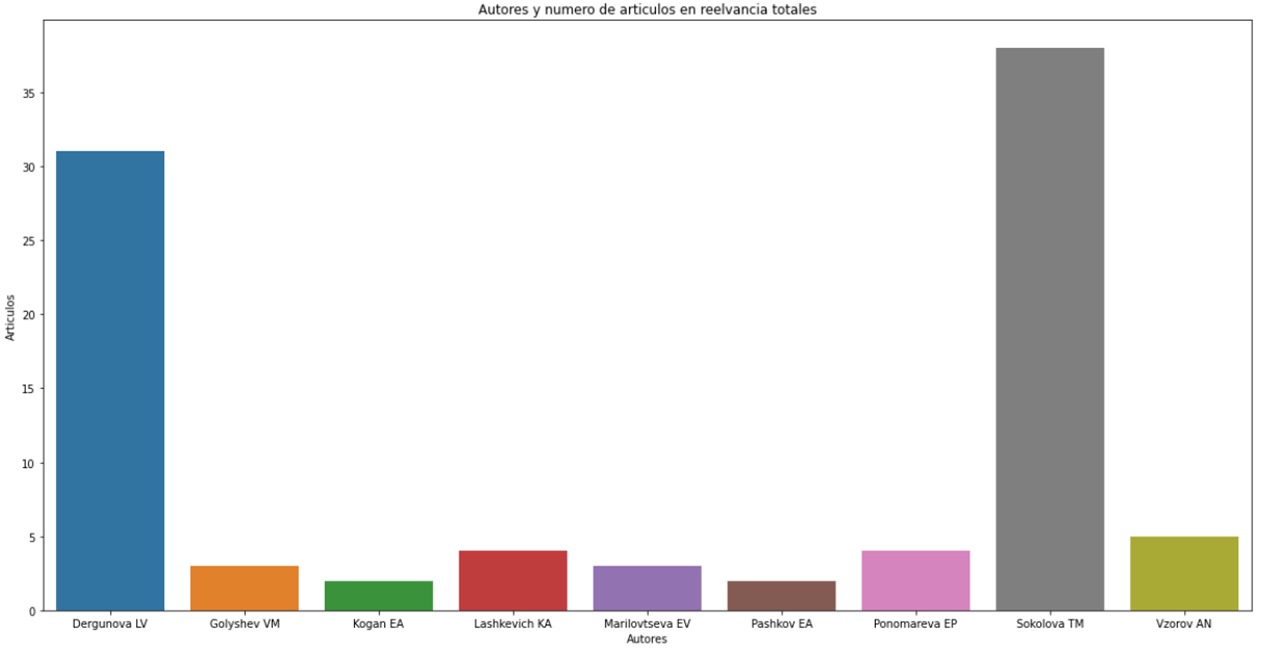 Autores y numero de articulos en reelvancia totales
35
30
25
20
15
10
5
0
Articulos
Dergunova LV Golyshev VM Kogan EA Lashkevich KA Marilovtseva EV Pashkov EA Ponomareva EP Sokolova TM Vzorov AN
Autores